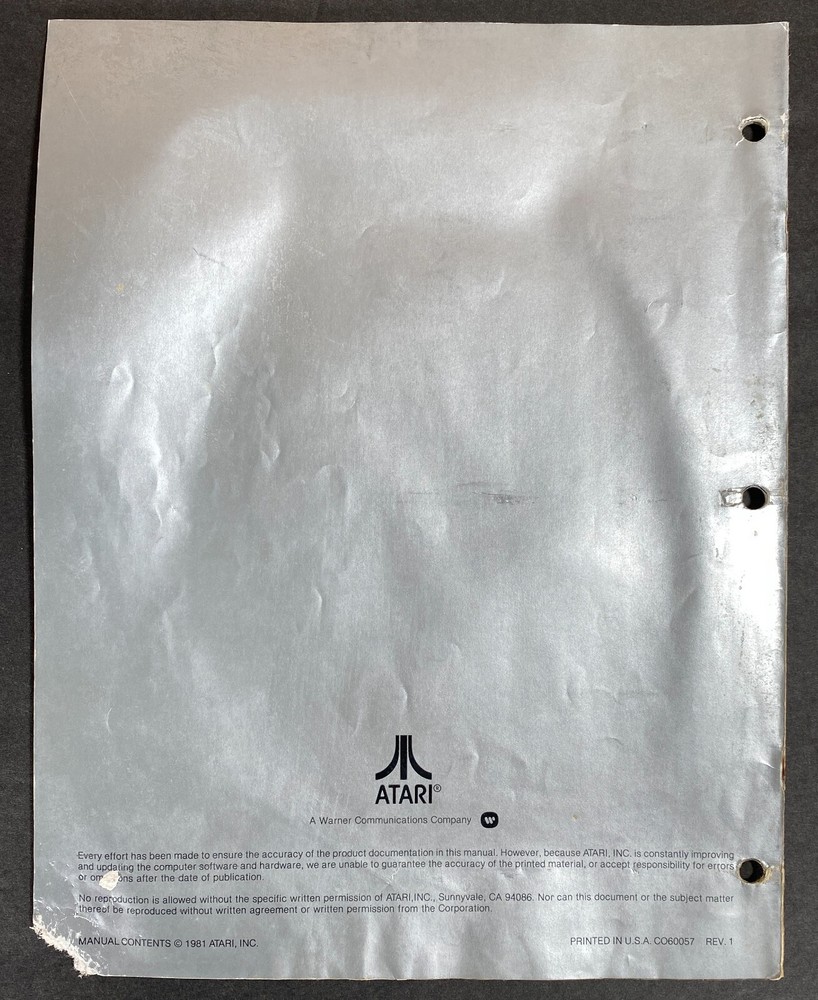 ATARI®
A Warner Communications Company
Every effort has been made to ensure the accuracy of the product documentation in this manual. However, because ATARI, INC. is constantly improving
and updating the computer software and hardware, we are unable to guarantee the accuracy of the printed material, or accept responsibility for errors
or after the date of publication.
No reproduction is allowed without the specific written permission of ATARI,INC., Sunnyvale, CA 94086. Nor can this document or the subject matter
thereof be reproduced without written agreement or written permission from the Corporation.
MANUAL CONTENTS © 1981 ATARI, INC. PRINTED IN U.S.A. CO60057 REV. 1